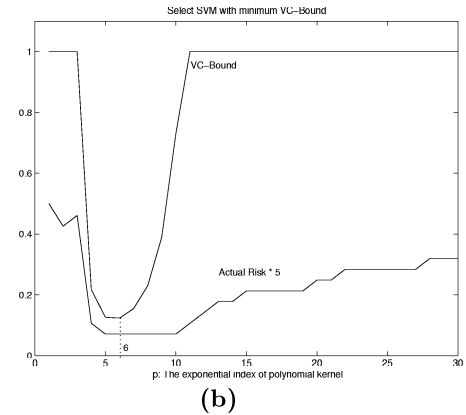 Select SVM with minimum VC-Bound
1
VC-Bound
0.8
0.6
0.4
Actual Risk * 5
0.2
6
0
0 5 10 15 20 25 30
p: The exponential index of polynomial kernel
(b)